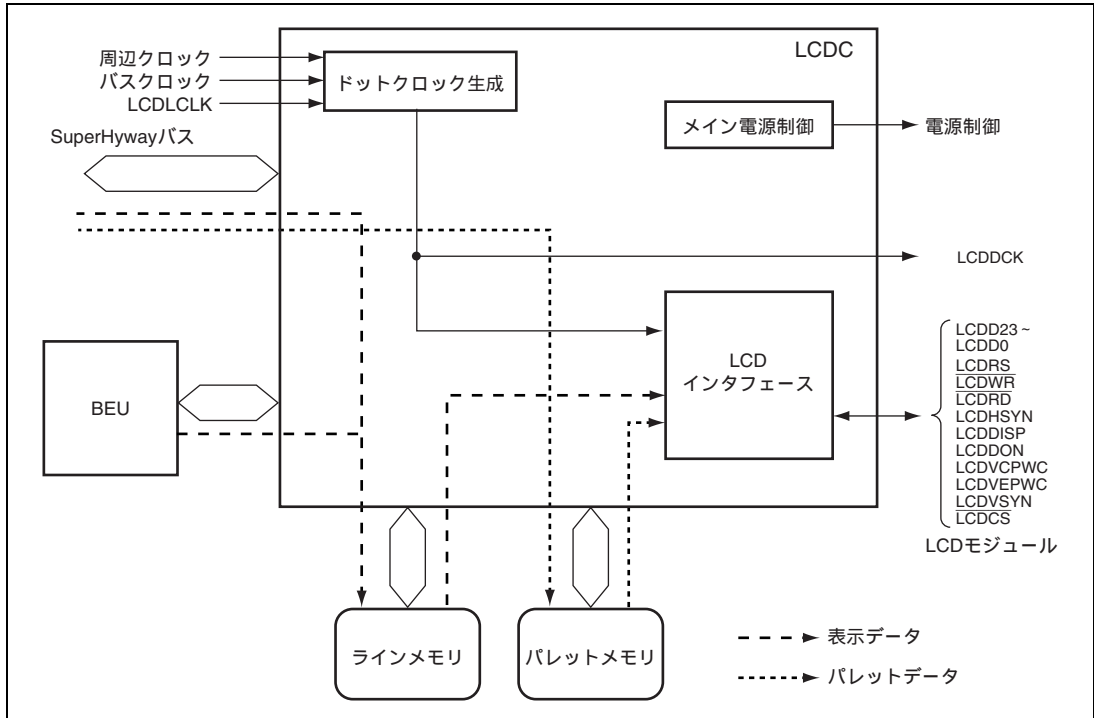 LCDC
周辺クロック
バスクロック
LCDLCLK
ドットクロック生成
メイン電源制御
電源制御
SuperHywayバス
LCDDCK
BEU
LCD
インタフェース
LCDD23~
LCDD0
LCDRS
LCDWR
LCDRD
LCDHSYN
LCDDISP
LCDDON
LCDVCPWC
LCDVEPWC
LCDVSYN
LCDCS
LCDモジュール
ラインメモリ
パレットメモリ
表示データ
パレットデータ